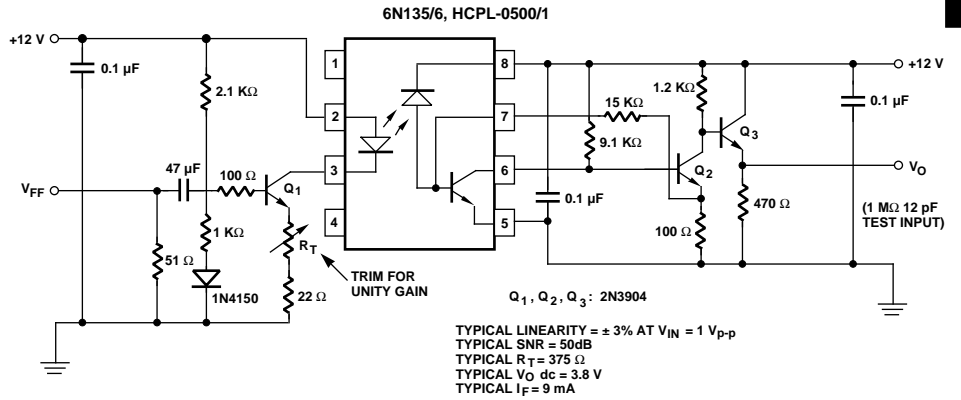 6N135/6, HCPL-0500/1
+12 V
0.1 µF
2.1 KΩ
1
2
3
4
8
7
6
5
15 KΩ
9.1 KΩ
1.2 KΩ
Q3
Q2
+12 V
0.1 µF
VFF
47 µF
100 Ω
Q1
51 Ω
1 KΩ
1N4150
RT
22 Ω
TRIM FOR
UNITY GAIN
0.1 µF
100 Ω
470 Ω
VO
(1 MΩ 12 pF
TEST INPUT)
Q1, Q2, Q3: 2N3904
TYPICAL LINEARITY = ± 3% AT VIN = 1 Vp-p
TYPICAL SNR = 50dB
TYPICAL RT = 375 Ω
TYPICAL VO dc = 3.8 V
TYPICAL IF = 9 mA